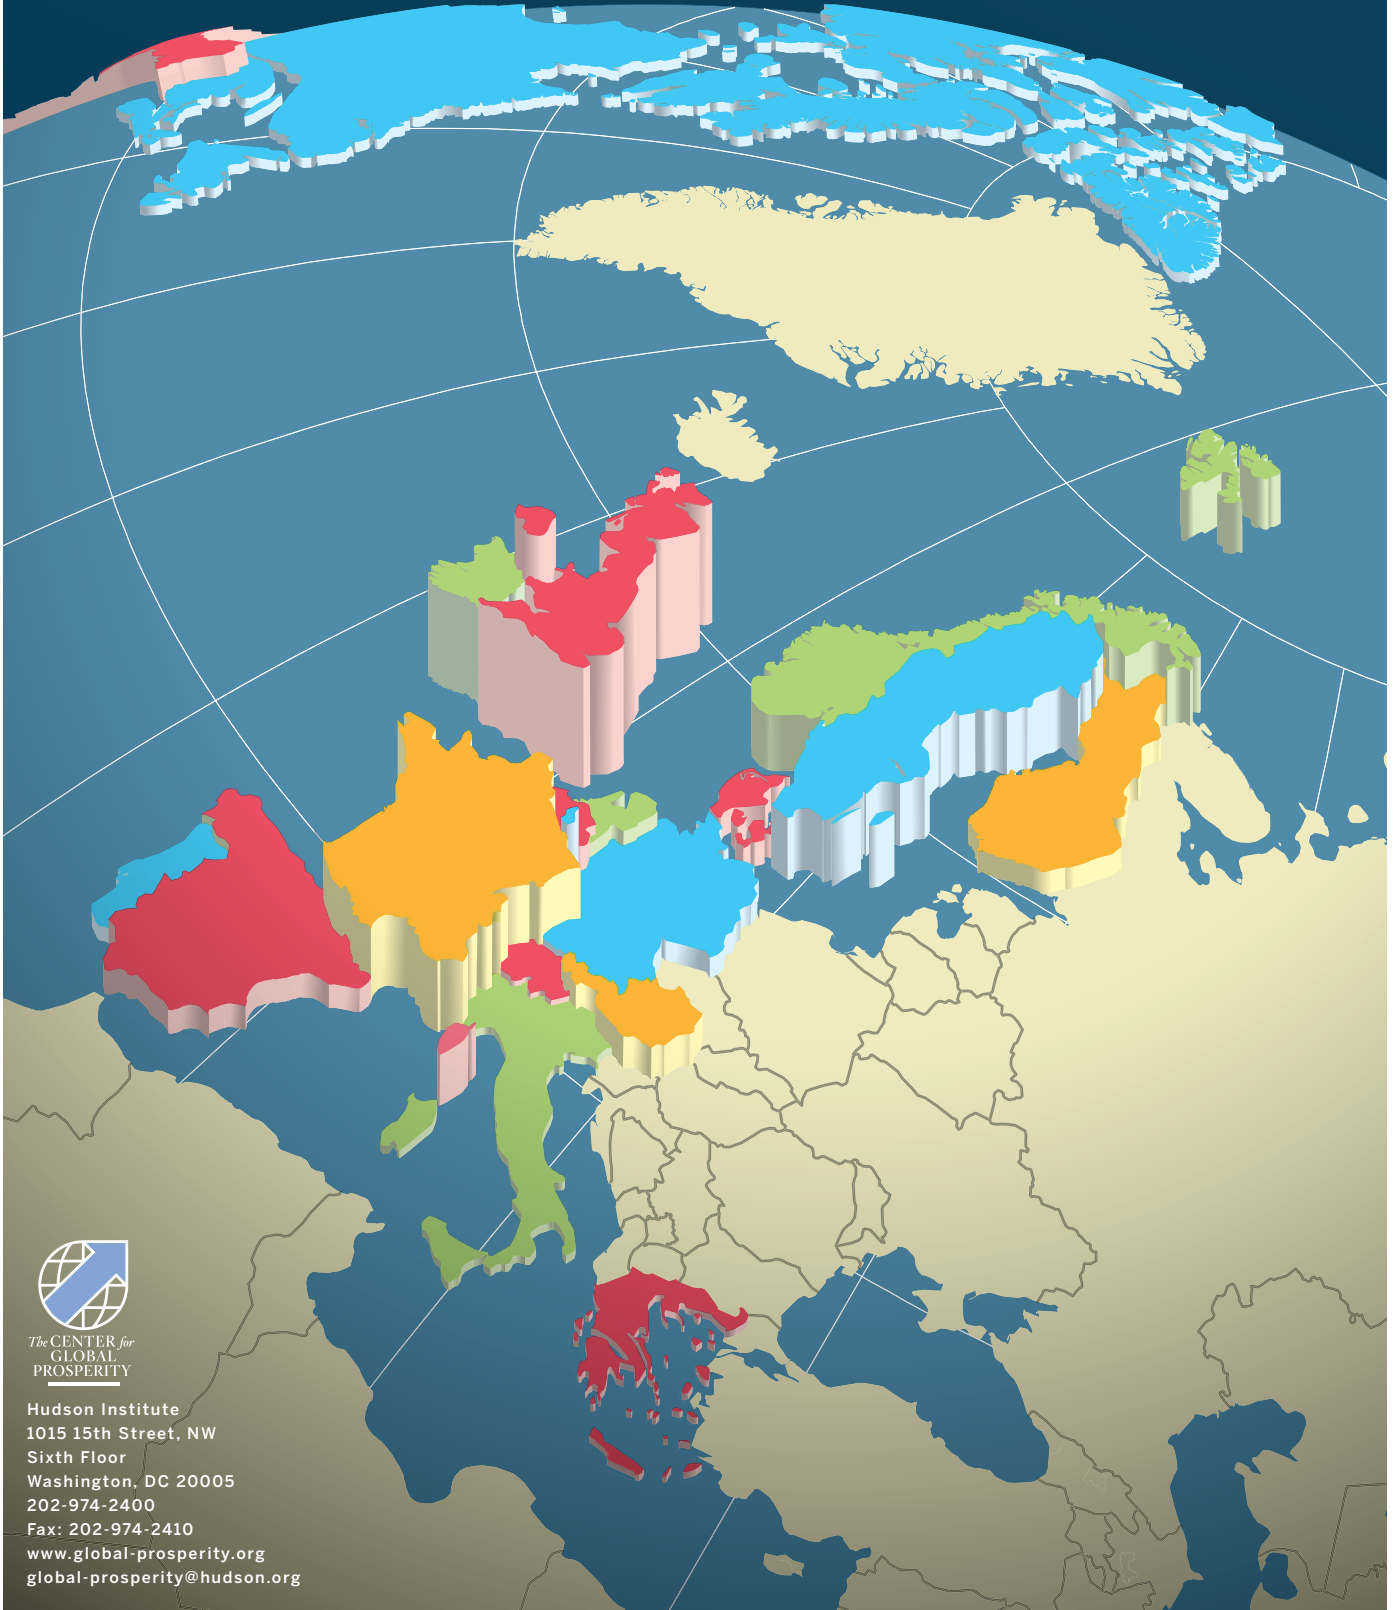 The CENTER for
GLOBAL
PROSPERITY
Hudson Institute
1015 15th Street, NW
Sixth Floor
Washington, DC 20005
202-974-2400
Fax: 202-974-2410
www.global-prosperity.org
global-prosperity@hudson.org